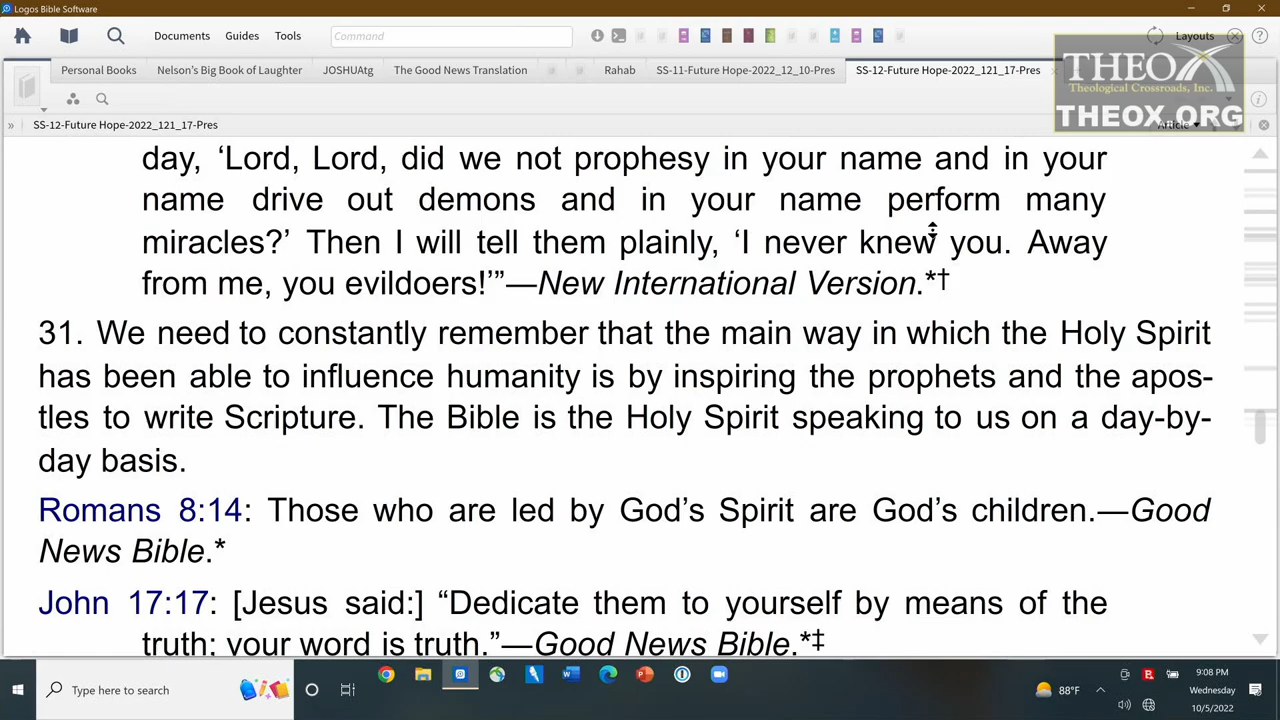 Logos Bible Software
Documents Guides Tools Command Layouts
THEOX
Theological Crossroads, Inc.
THEOX.ORG
Personal Books Nelson's Big Book of Laughter JOSHUAtg The Good News Translation Rahab SS-11-Future Hope-2022_12_10-Pres SS-12-Future Hope-2022_121_17-Pres
SS-12-Future Hope-2022_121_17-Pres Article
day, ‘Lord, Lord, did we not prophesy in your name and in your
name drive out demons and in your name perform many
miracles?’ Then I will tell them plainly, ‘I never knew you. Away
from me, you evildoers!’”—New International Version.*†
31. We need to constantly remember that the main way in which the Holy Spirit
has been able to influence humanity is by inspiring the prophets and the apos-
tles to write Scripture. The Bible is the Holy Spirit speaking to us on a day-by-
day basis.
Romans 8:14: Those who are led by God’s Spirit are God’s children.—Good
News Bible.*
John 17:17: [Jesus said:] “Dedicate them to yourself by means of the
truth; your word is truth.”—Good News Bible.*‡
Type here to search
88°F
9:08 PM
Wednesday
10/5/2022